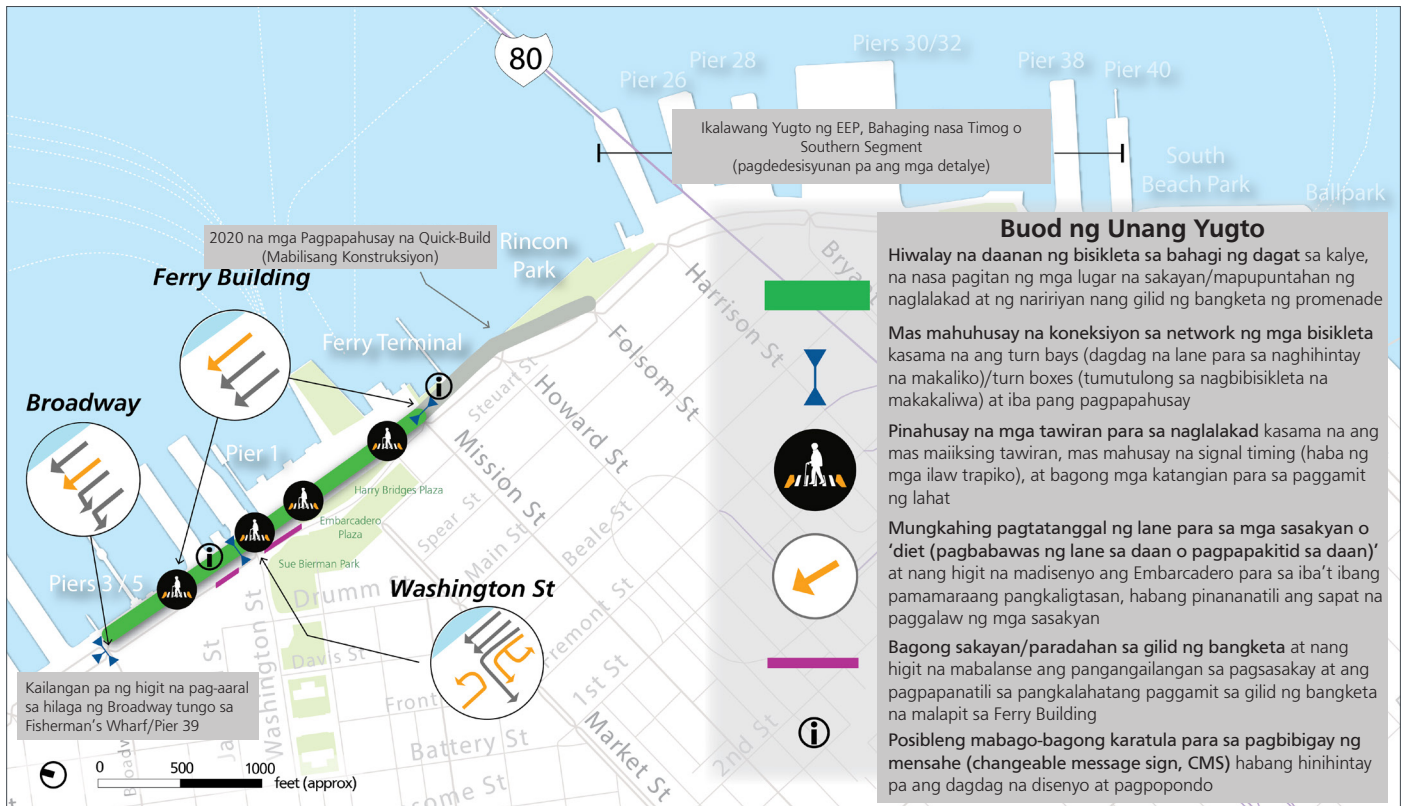 80
Pier 26
Pier 28
Piers 30/32
Pier 38
Pier 40
Ikalawang Yugto ng EEP, Bahaging nasa Timog o
Southern Segment
(pagdedesisyunan pa ang mga detalye)
South
Beach Park
Ballpark
2020 na mga Pagpapahusay na Quick-Build
(Mabilisang Konstruksiyon)
Rincon
Park
Ferry Building
Ferry Terminal
Broadway
Pier 1
Piers 3 / 5
Harry Bridges Plaza
Embarcadero
Plaza
Sue Bierman Park
Washington St
Steuart St
Howard St
Folsom St
Harrison St
Mission St
Spear St
Main St
Beale St
1st St
2nd St
Market St
Drumm St
Davis St
Battery St
Washington St
Kailangan pa ng higit na pag-aaral
sa hilaga ng Broadway tungo sa
Fisherman's Wharf/Pier 39
0 500 1000
feet (approx)
Buod ng Unang Yugto
Hiwalay na daanan ng bisikleta sa bahagi ng dagat sa kalye,
na nasa pagitan ng mga lugar na sakayan/mapupuntahan ng
naglalakad at ng naririyan nang gilid ng bangketa ng promenade
Mas mahuhusay na koneksiyon sa network ng mga bisikleta
kasama na ang turn bays (dagdag na lane para sa naghihintay
na makaliko)/turn boxes (tumutulong sa nagbibisikleta na
makakaliwa) at iba pang pagpapahusay
Pinahusay na mga tawiran para sa naglalakad kasama na ang
mas maiiksing tawiran, mas mahusay na signal timing (haba ng
mga ilaw trapiko), at bagong mga katangian para sa paggamit
ng lahat
Mungkahing pagtatanggal ng lane para sa mga sasakyan o
'diet (pagbabawas ng lane sa daan o pagpapakitid sa daan)'
at nang higit na madisenyo ang Embarcadero para sa iba't ibang
pamamaraang pangkaligtasan, habang pinananatili ang sapat na
paggalaw ng mga sasakyan
Bagong sakayan/paradahan sa gilid ng bangketa at nang
higit na mabalanse ang pangangailangan sa pagsasakay at ang
pagpapanatili sa pangkalahatang paggamit sa gilid ng bangketa
na malapit sa Ferry Building
Posibleng mabago-bagong karatula para sa pagbibigay ng
mensahe (changeable message sign, CMS) habang hinihintay
pa ang dagdag na disenyo at pagpopondo